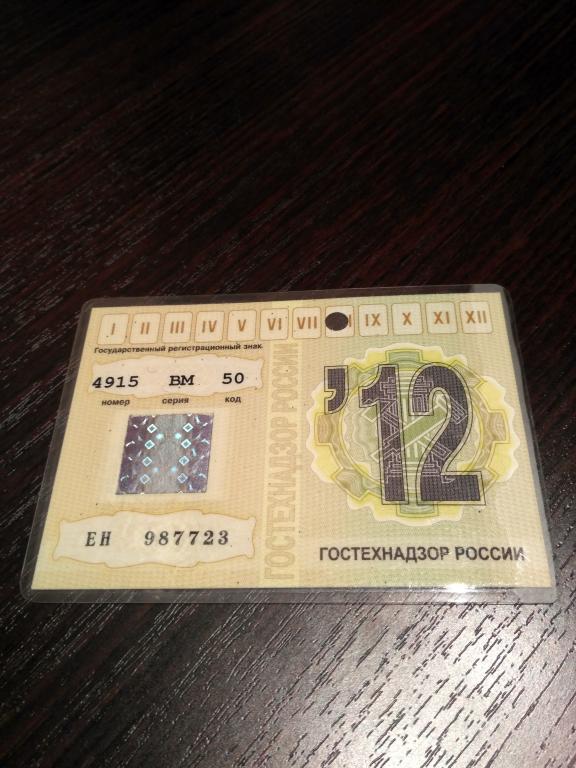 I II III IV V VI VII IX X XI XII
Государственный регистрационный знак
4915 ВМ 50
номер серия код
ЕН 987723
ГОСТЕХНАДЗОР РОССИИ
'12
ГОСТЕХНАДЗОР РОССИИ